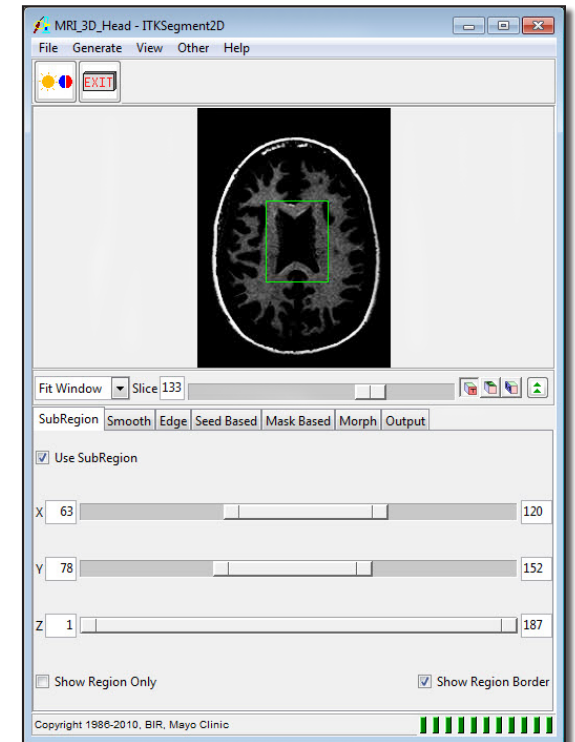 MRI_3D_Head - ITKSegment2D
File Generate View Other Help
EXIT
Fit Window Slice 133
SubRegion Smooth Edge Seed Based Mask Based Morph Output
Use SubRegion
X 63 120
Y 78 152
Z 1 187
Show Region Only Show Region Border
Copyright 1986-2010, BIR, Mayo Clinic